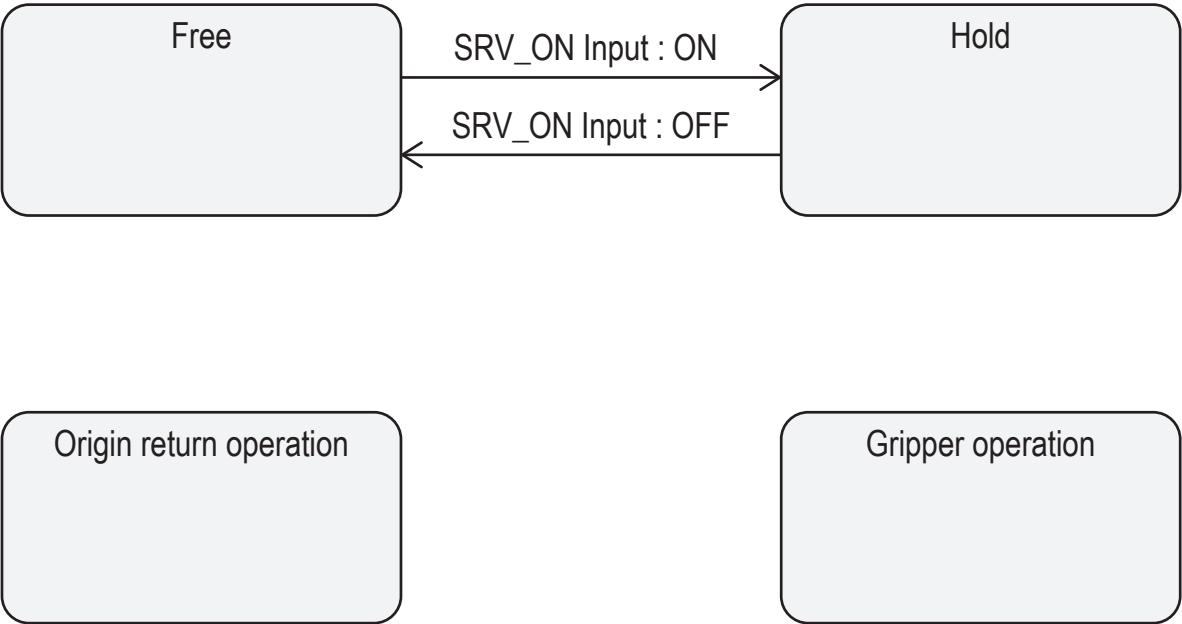 Free
SRV_ON Input : ON
Hold
SRV_ON Input : OFF
Origin return operation
Gripper operation